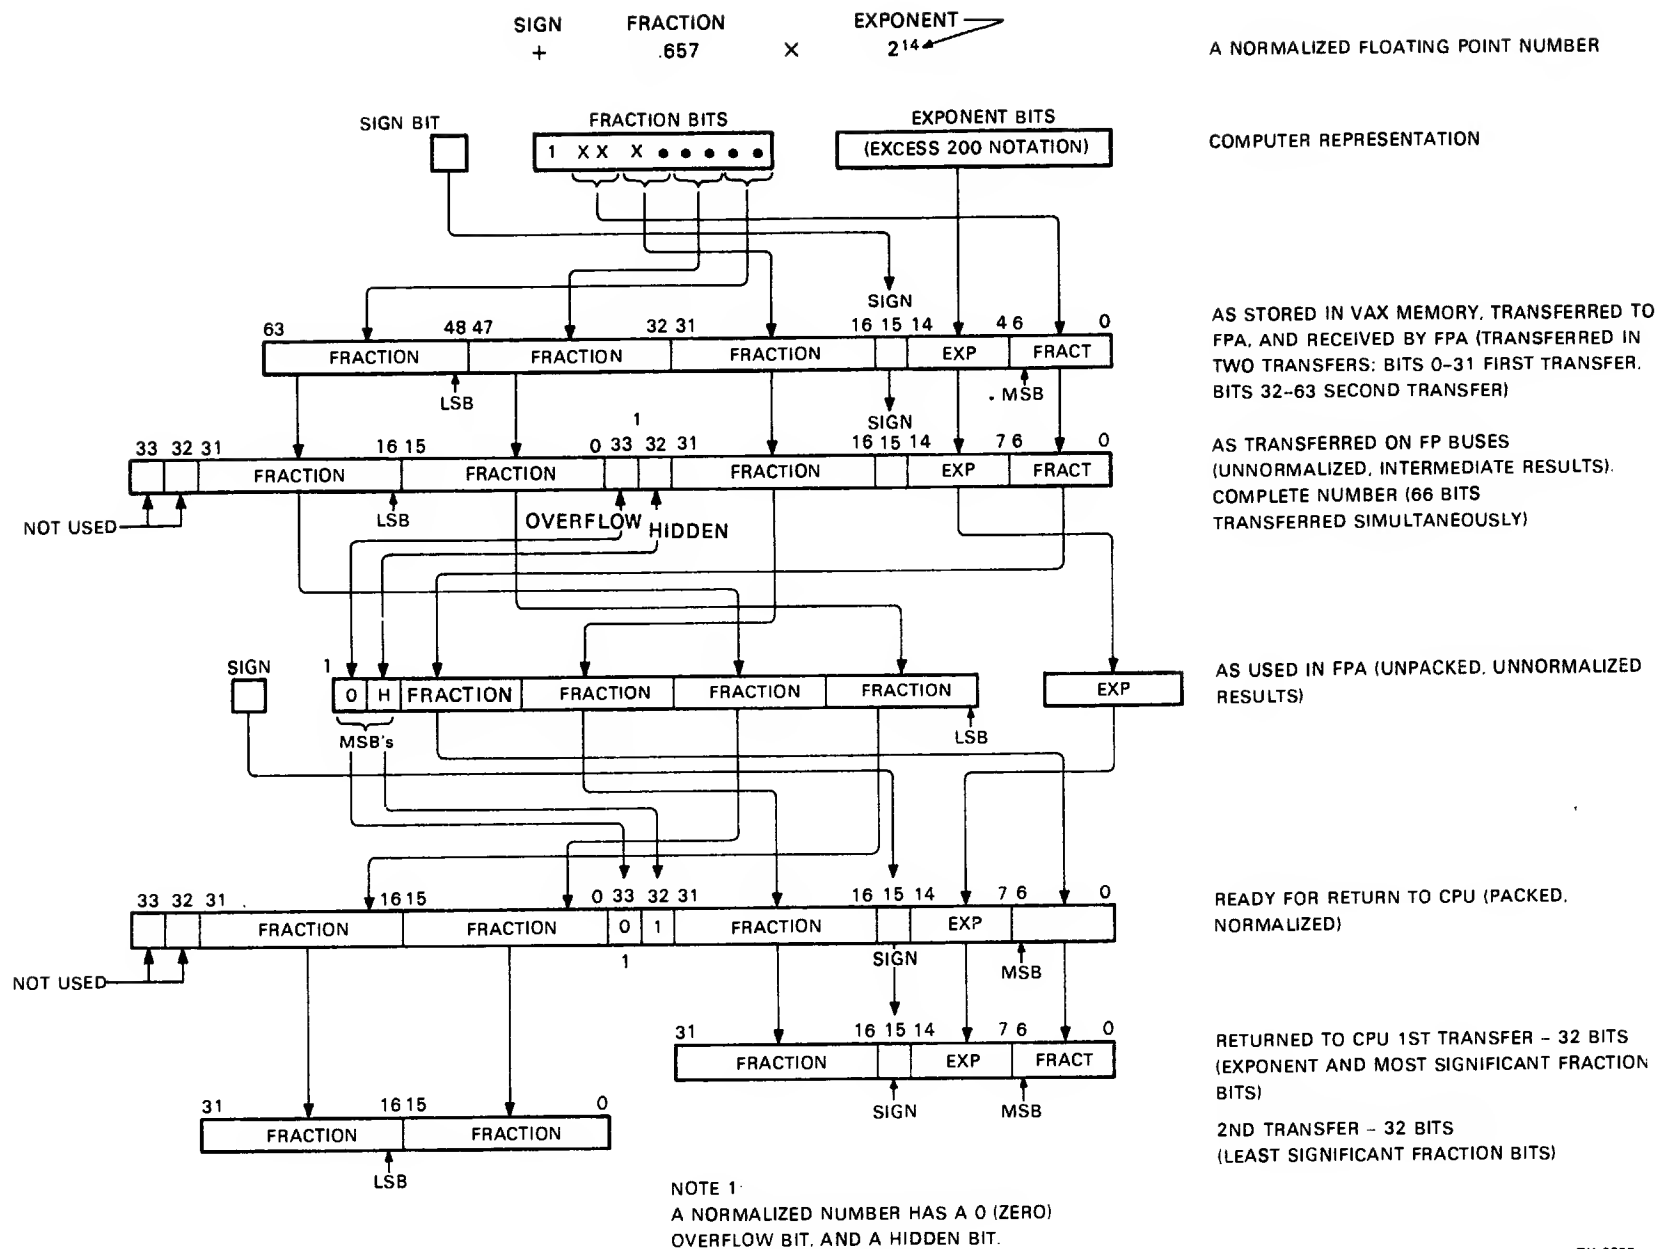 SIGN FRACTION EXPONENT
+ .657 × 2¹⁴ A NORMALIZED FLOATING POINT NUMBER
SIGN BIT FRACTION BITS EXPONENT BITS
1 X X X • • • • • (EXCESS 200 NOTATION) COMPUTER REPRESENTATION
SIGN
63 48 47 32 31 16 15 14 4 6 0
FRACTION FRACTION FRACTION EXP FRACT
LSB . MSB
AS STORED IN VAX MEMORY, TRANSFERRED TO
FPA, AND RECEIVED BY FPA (TRANSFERRED IN
TWO TRANSFERS: BITS 0-31 FIRST TRANSFER.
BITS 32-63 SECOND TRANSFER)
1 SIGN
33 32 31 16 15 0 33 32 31 16 15 14 7 6 0
FRACTION FRACTION FRACTION EXP FRACT
NOT USED LSB OVERFLOW HIDDEN
AS TRANSFERRED ON FP BUSES
(UNNORMALIZED, INTERMEDIATE RESULTS).
COMPLETE NUMBER (66 BITS
TRANSFERRED SIMULTANEOUSLY)
SIGN 1
O H FRACTION FRACTION FRACTION FRACTION EXP
MSB's LSB
AS USED IN FPA (UNPACKED, UNNORMALIZED
RESULTS)
33 32 31 16 15 0 33 32 31 16 15 14 7 6 0
FRACTION FRACTION 0 1 FRACTION EXP
NOT USED 1 SIGN MSB
READY FOR RETURN TO CPU (PACKED,
NORMALIZED)
31 16 15 14 7 6 0
FRACTION EXP FRACT
SIGN MSB
RETURNED TO CPU 1ST TRANSFER – 32 BITS
(EXPONENT AND MOST SIGNIFICANT FRACTION
BITS)
31 16 15 0
FRACTION FRACTION
LSB
2ND TRANSFER – 32 BITS
(LEAST SIGNIFICANT FRACTION BITS)
NOTE 1
A NORMALIZED NUMBER HAS A 0 (ZERO)
OVERFLOW BIT, AND A HIDDEN BIT.